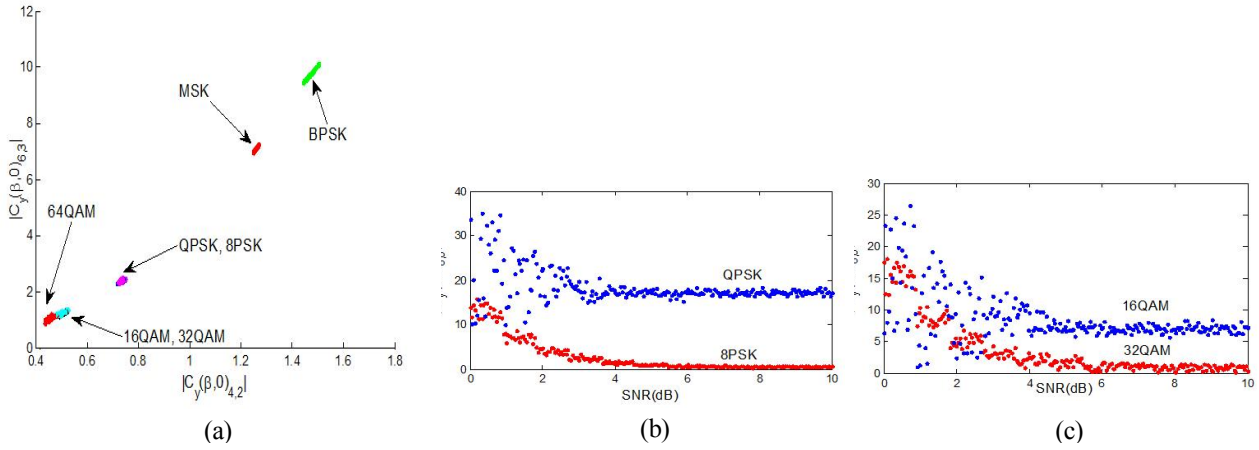 12
10
8
6
4
2
0
|C_y(β,0)_{6,3}|
MSK
BPSK
64QAM
QPSK, 8PSK
16QAM, 32QAM
0.4 0.6 0.8 1 1.2 1.4 1.6 1.8
|C_y(β,0)_{4,2}|
(a)
40
30
20
10
0
QPSK
8PSK
0 2 4 6 8 10
SNR(dB)
(b)
30
25
20
15
10
5
0
16QAM
32QAM
0 2 4 6 8 10
SNR(dB)
(c)